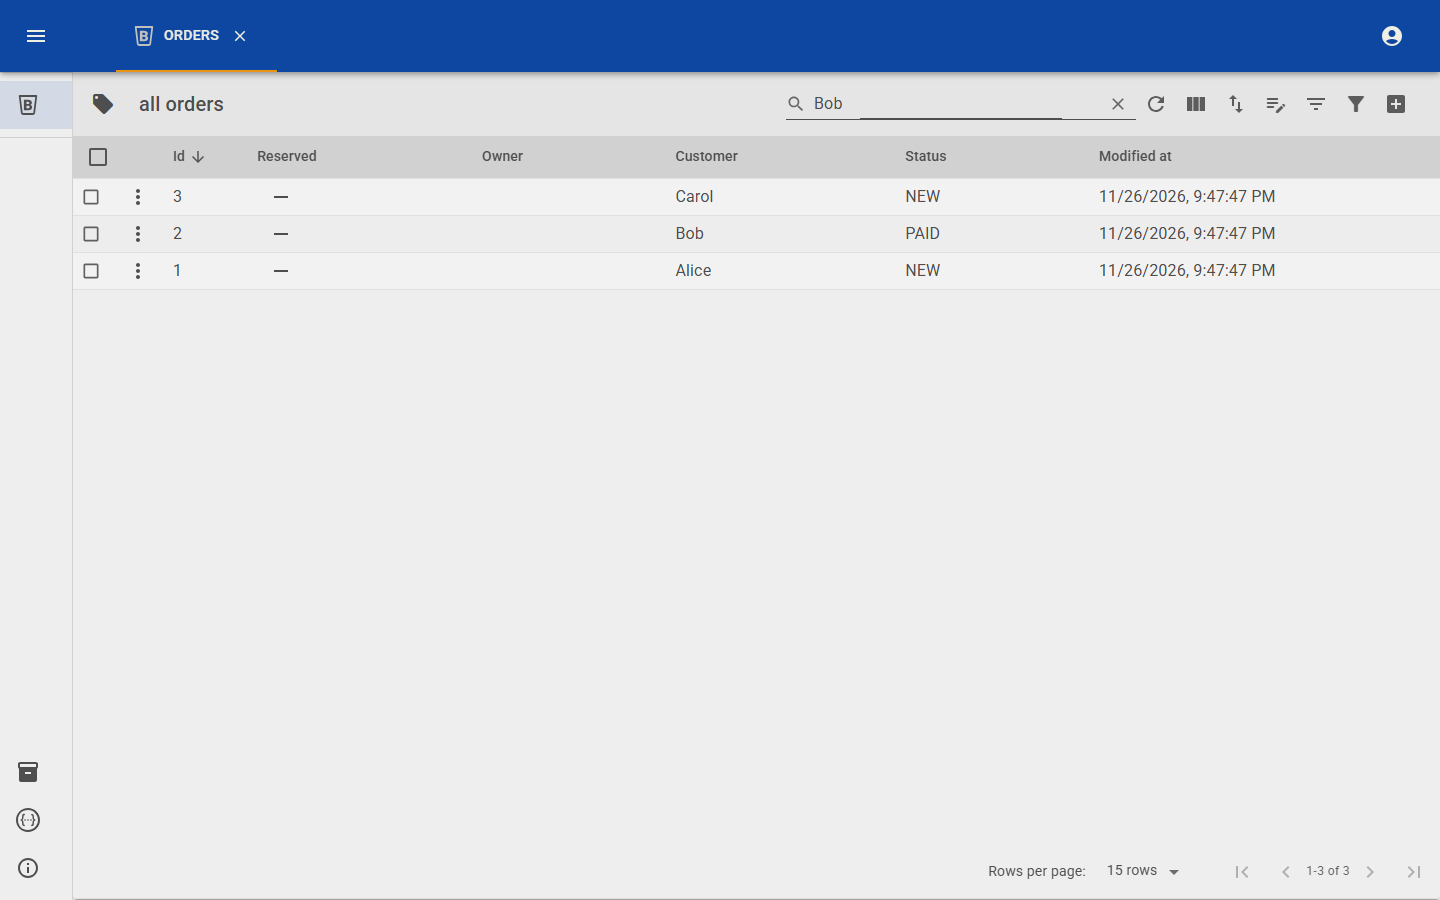 ORDERS
all orders
Bob
Id Reserved Owner Customer Status Modified at
3 Carol NEW 11/26/2026, 9:47:47 PM
2 Bob PAID 11/26/2026, 9:47:47 PM
1 Alice NEW 11/26/2026, 9:47:47 PM
Rows per page: 15 rows 1-3 of 3